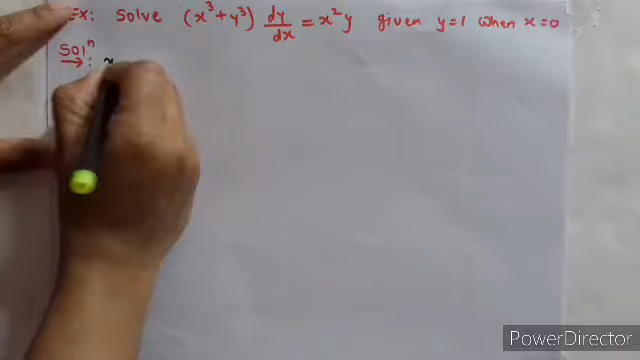 Ex: Solve (x³+y³) dy/dx = x²y given y=1 when x=0
Solⁿ :
PowerDirector